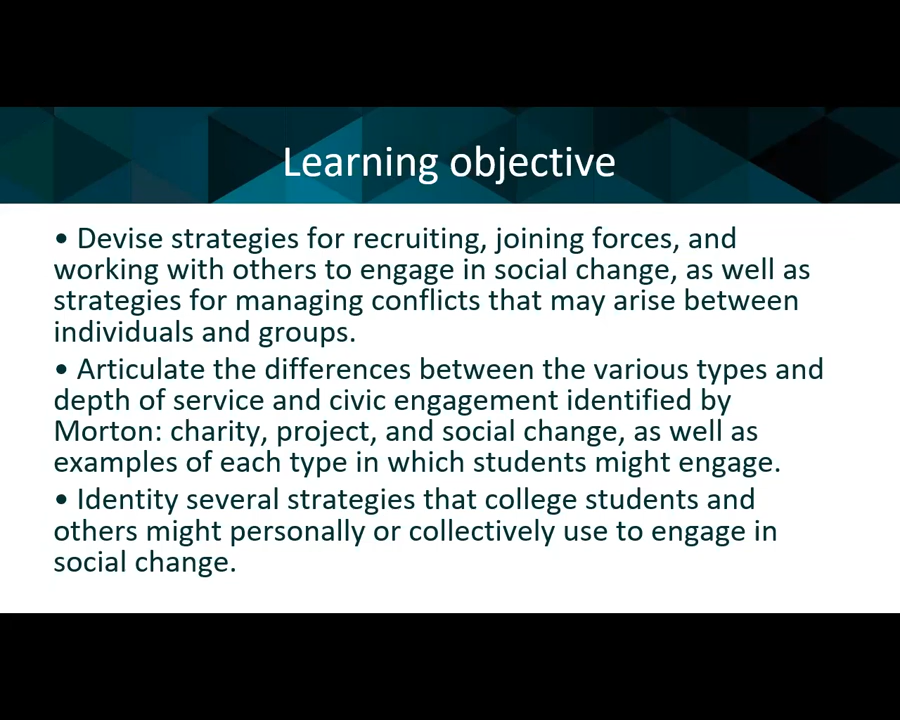 Learning objective
• Devise strategies for recruiting, joining forces, and
working with others to engage in social change, as well as
strategies for managing conflicts that may arise between
individuals and groups.
• Articulate the differences between the various types and
depth of service and civic engagement identified by
Morton: charity, project, and social change, as well as
examples of each type in which students might engage.
• Identity several strategies that college students and
others might personally or collectively use to engage in
social change.